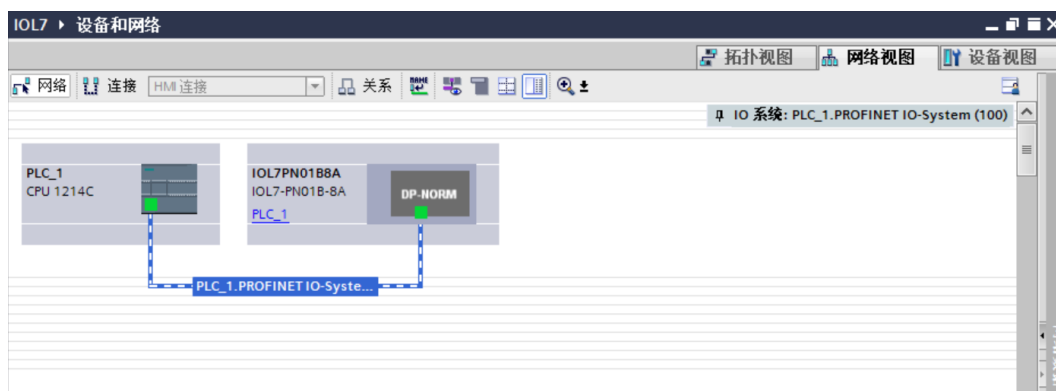 IOL7 ▸ 设备和网络
拓扑视图 网络视图 设备视图
网络 连接 HMI 连接 关系
IO 系统: PLC_1.PROFINET IO-System (100)
PLC_1
CPU 1214C
IOL7PN01B8A
IOL7-PN01B-8A
PLC_1
DP-NORM
PLC_1.PROFINET IO-Syste...